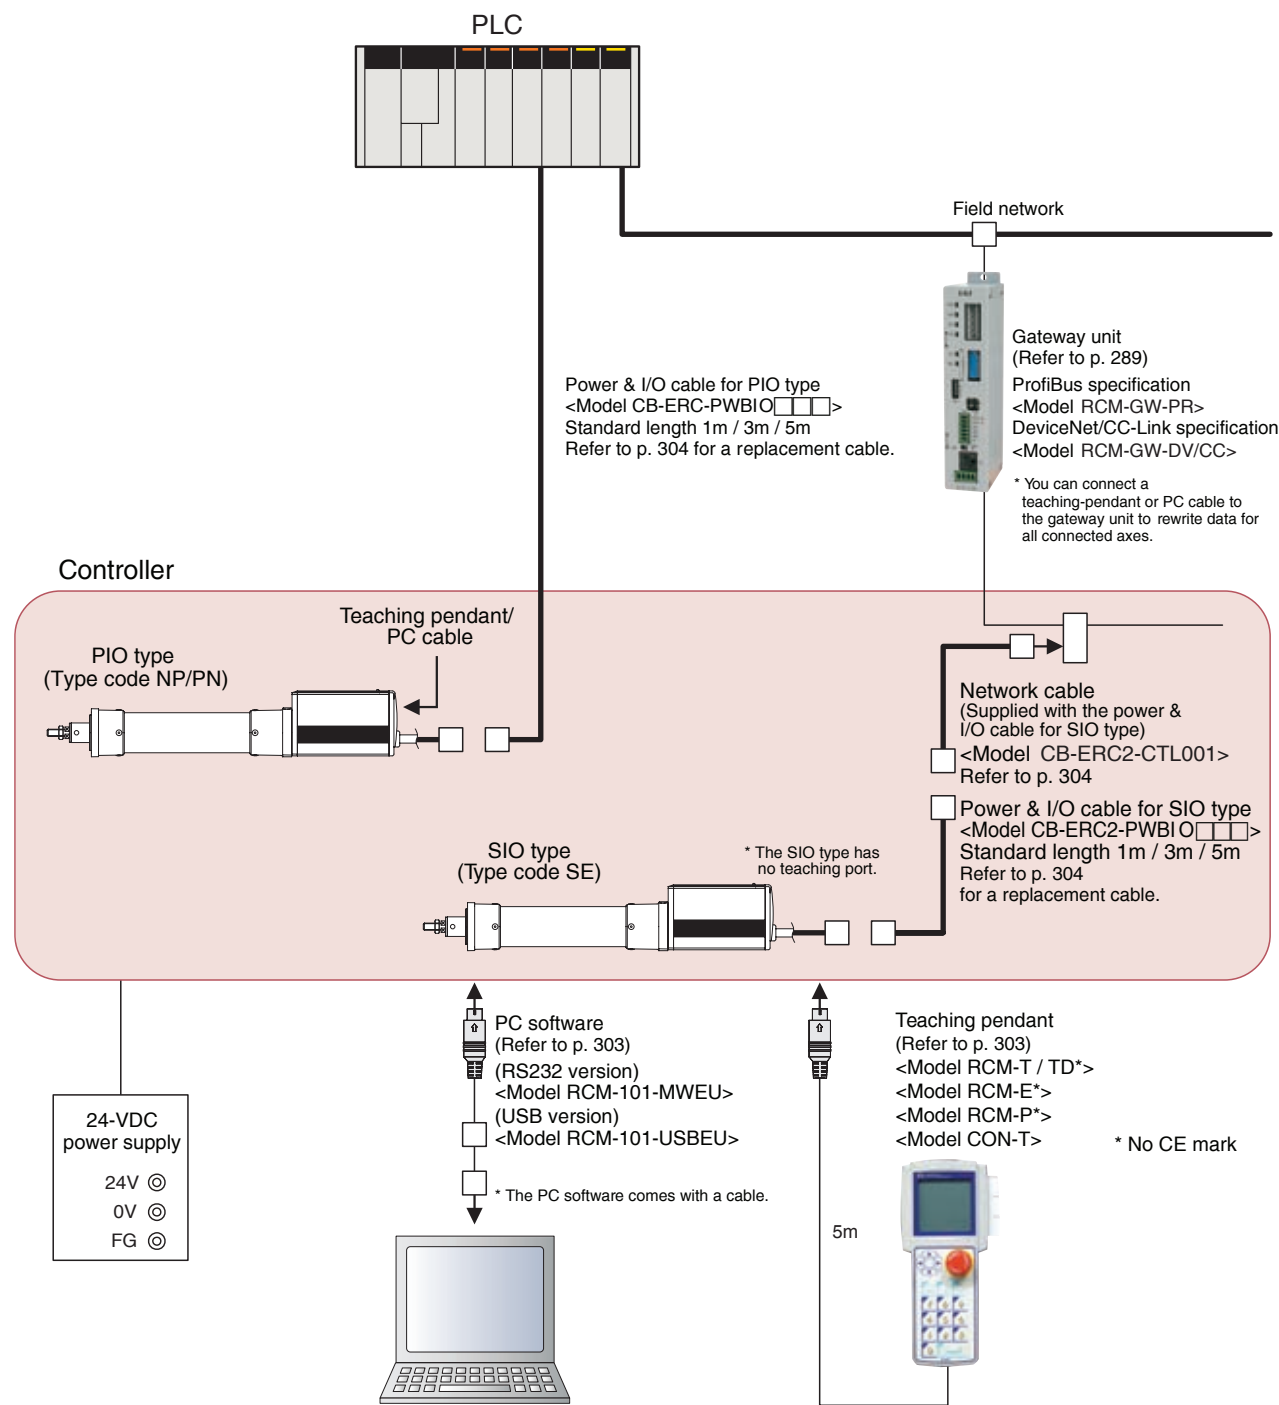 PLC
Field network
Gateway unit
(Refer to p. 289)
ProfiBus specification
<Model RCM-GW-PR>
DeviceNet/CC-Link specification
<Model RCM-GW-DV/CC>
* You can connect a
teaching-pendant or PC cable to
the gateway unit to rewrite data for
all connected axes.
Power & I/O cable for PIO type
<Model CB-ERC-PWBIO□□□>
Standard length 1m / 3m / 5m
Refer to p. 304 for a replacement cable.
Controller
Teaching pendant/
PC cable
PIO type
(Type code NP/PN)
Network cable
(Supplied with the power &
I/O cable for SIO type)
<Model CB-ERC2-CTL001>
Refer to p. 304
Power & I/O cable for SIO type
<Model CB-ERC2-PWBIO□□□>
Standard length 1m / 3m / 5m
Refer to p. 304
for a replacement cable.
SIO type
(Type code SE)
* The SIO type has
no teaching port.
24-VDC
power supply
24V
0V
FG
PC software
(Refer to p. 303)
(RS232 version)
<Model RCM-101-MWEU>
(USB version)
<Model RCM-101-USBEU>
* The PC software comes with a cable.
Teaching pendant
(Refer to p. 303)
<Model RCM-T / TD*>
<Model RCM-E*>
<Model RCM-P*>
<Model CON-T>
* No CE mark
5m